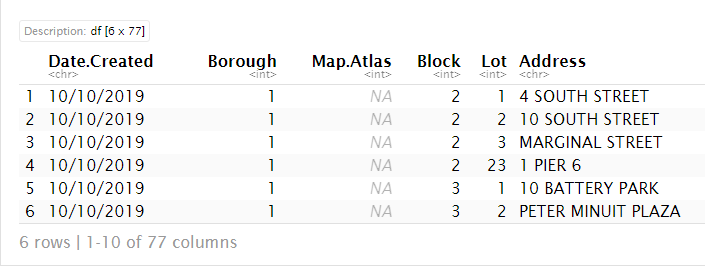 Description: df [6 x 77]
Date.Created Borough Map.Atlas Block Lot Address
<chr> <int> <int> <int> <int> <chr>
1 10/10/2019 1 NA 2 1 4 SOUTH STREET
2 10/10/2019 1 NA 2 2 10 SOUTH STREET
3 10/10/2019 1 NA 2 3 MARGINAL STREET
4 10/10/2019 1 NA 2 23 1 PIER 6
5 10/10/2019 1 NA 3 1 10 BATTERY PARK
6 10/10/2019 1 NA 3 2 PETER MINUIT PLAZA
6 rows | 1-10 of 77 columns